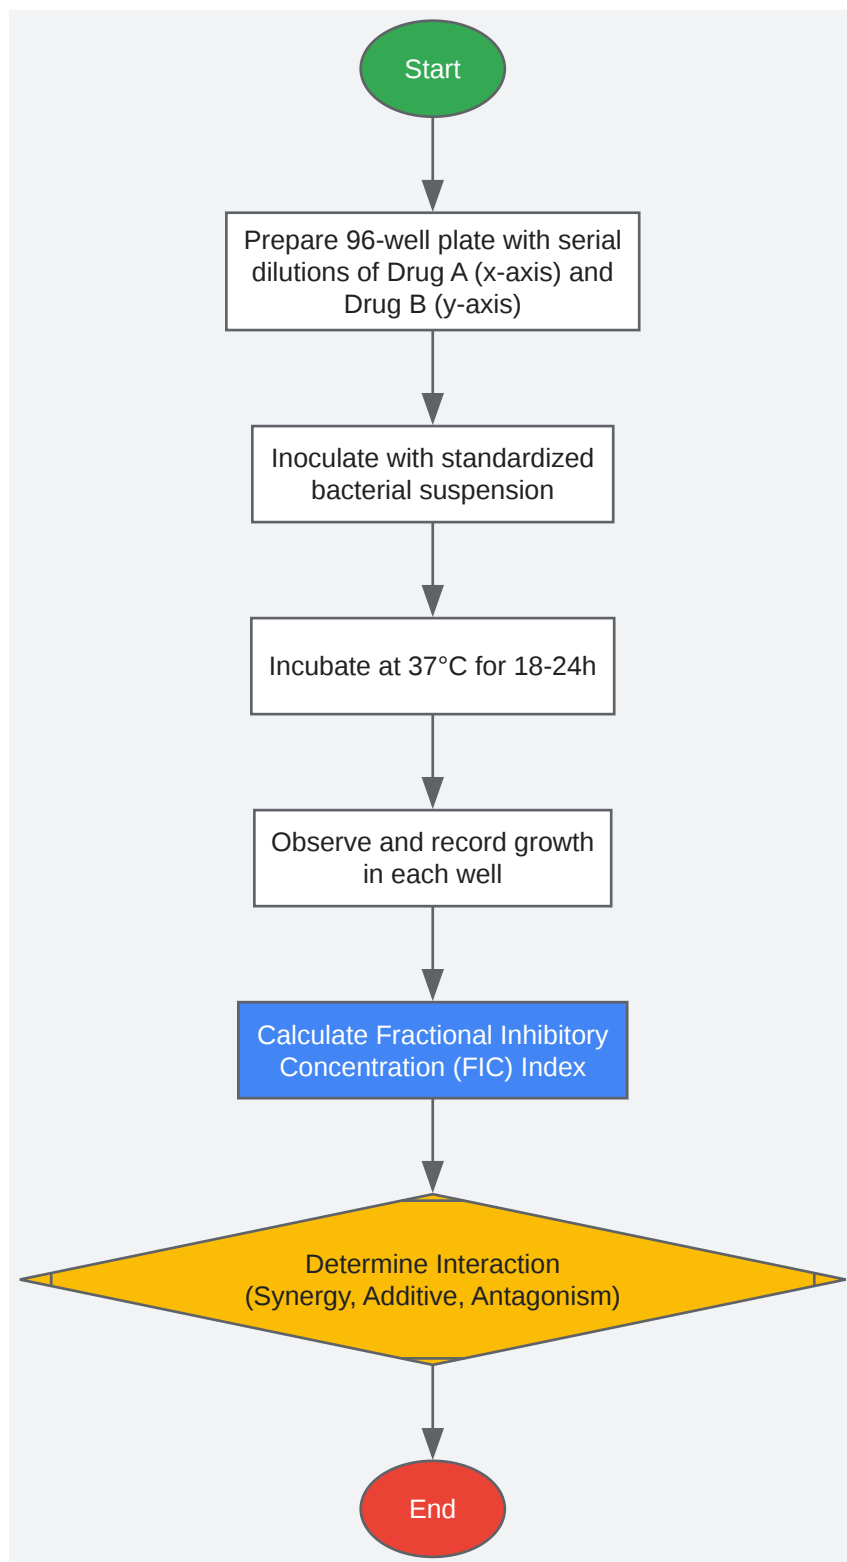 Start
Prepare 96-well plate with serial
dilutions of Drug A (x-axis) and
Drug B (y-axis)
Inoculate with standardized
bacterial suspension
Incubate at 37°C for 18-24h
Observe and record growth
in each well
Calculate Fractional Inhibitory
Concentration (FIC) Index
Determine Interaction
(Synergy, Additive, Antagonism)
End